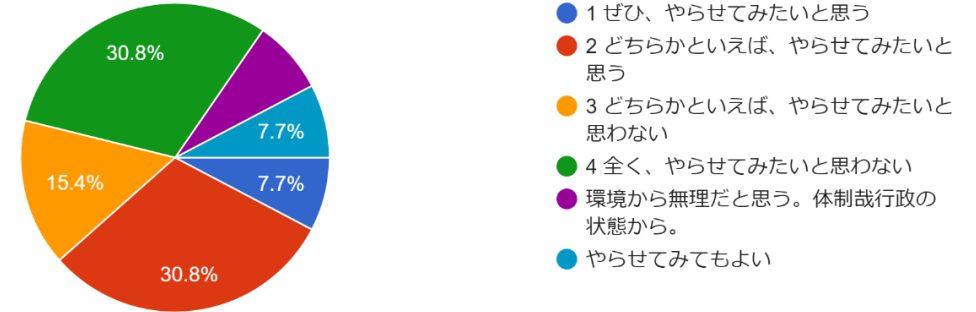 30.8%
7.7%
7.7%
15.4%
30.8%
1 ぜひ、やらせてみたいと思う
2 どちらかといえば、やらせてみたいと
思う
3 どちらかといえば、やらせてみたいと
思わない
4 全く、やらせてみたいと思わない
環境から無理だと思う。体制哉行政の
状態から。
やらせてみてもよい